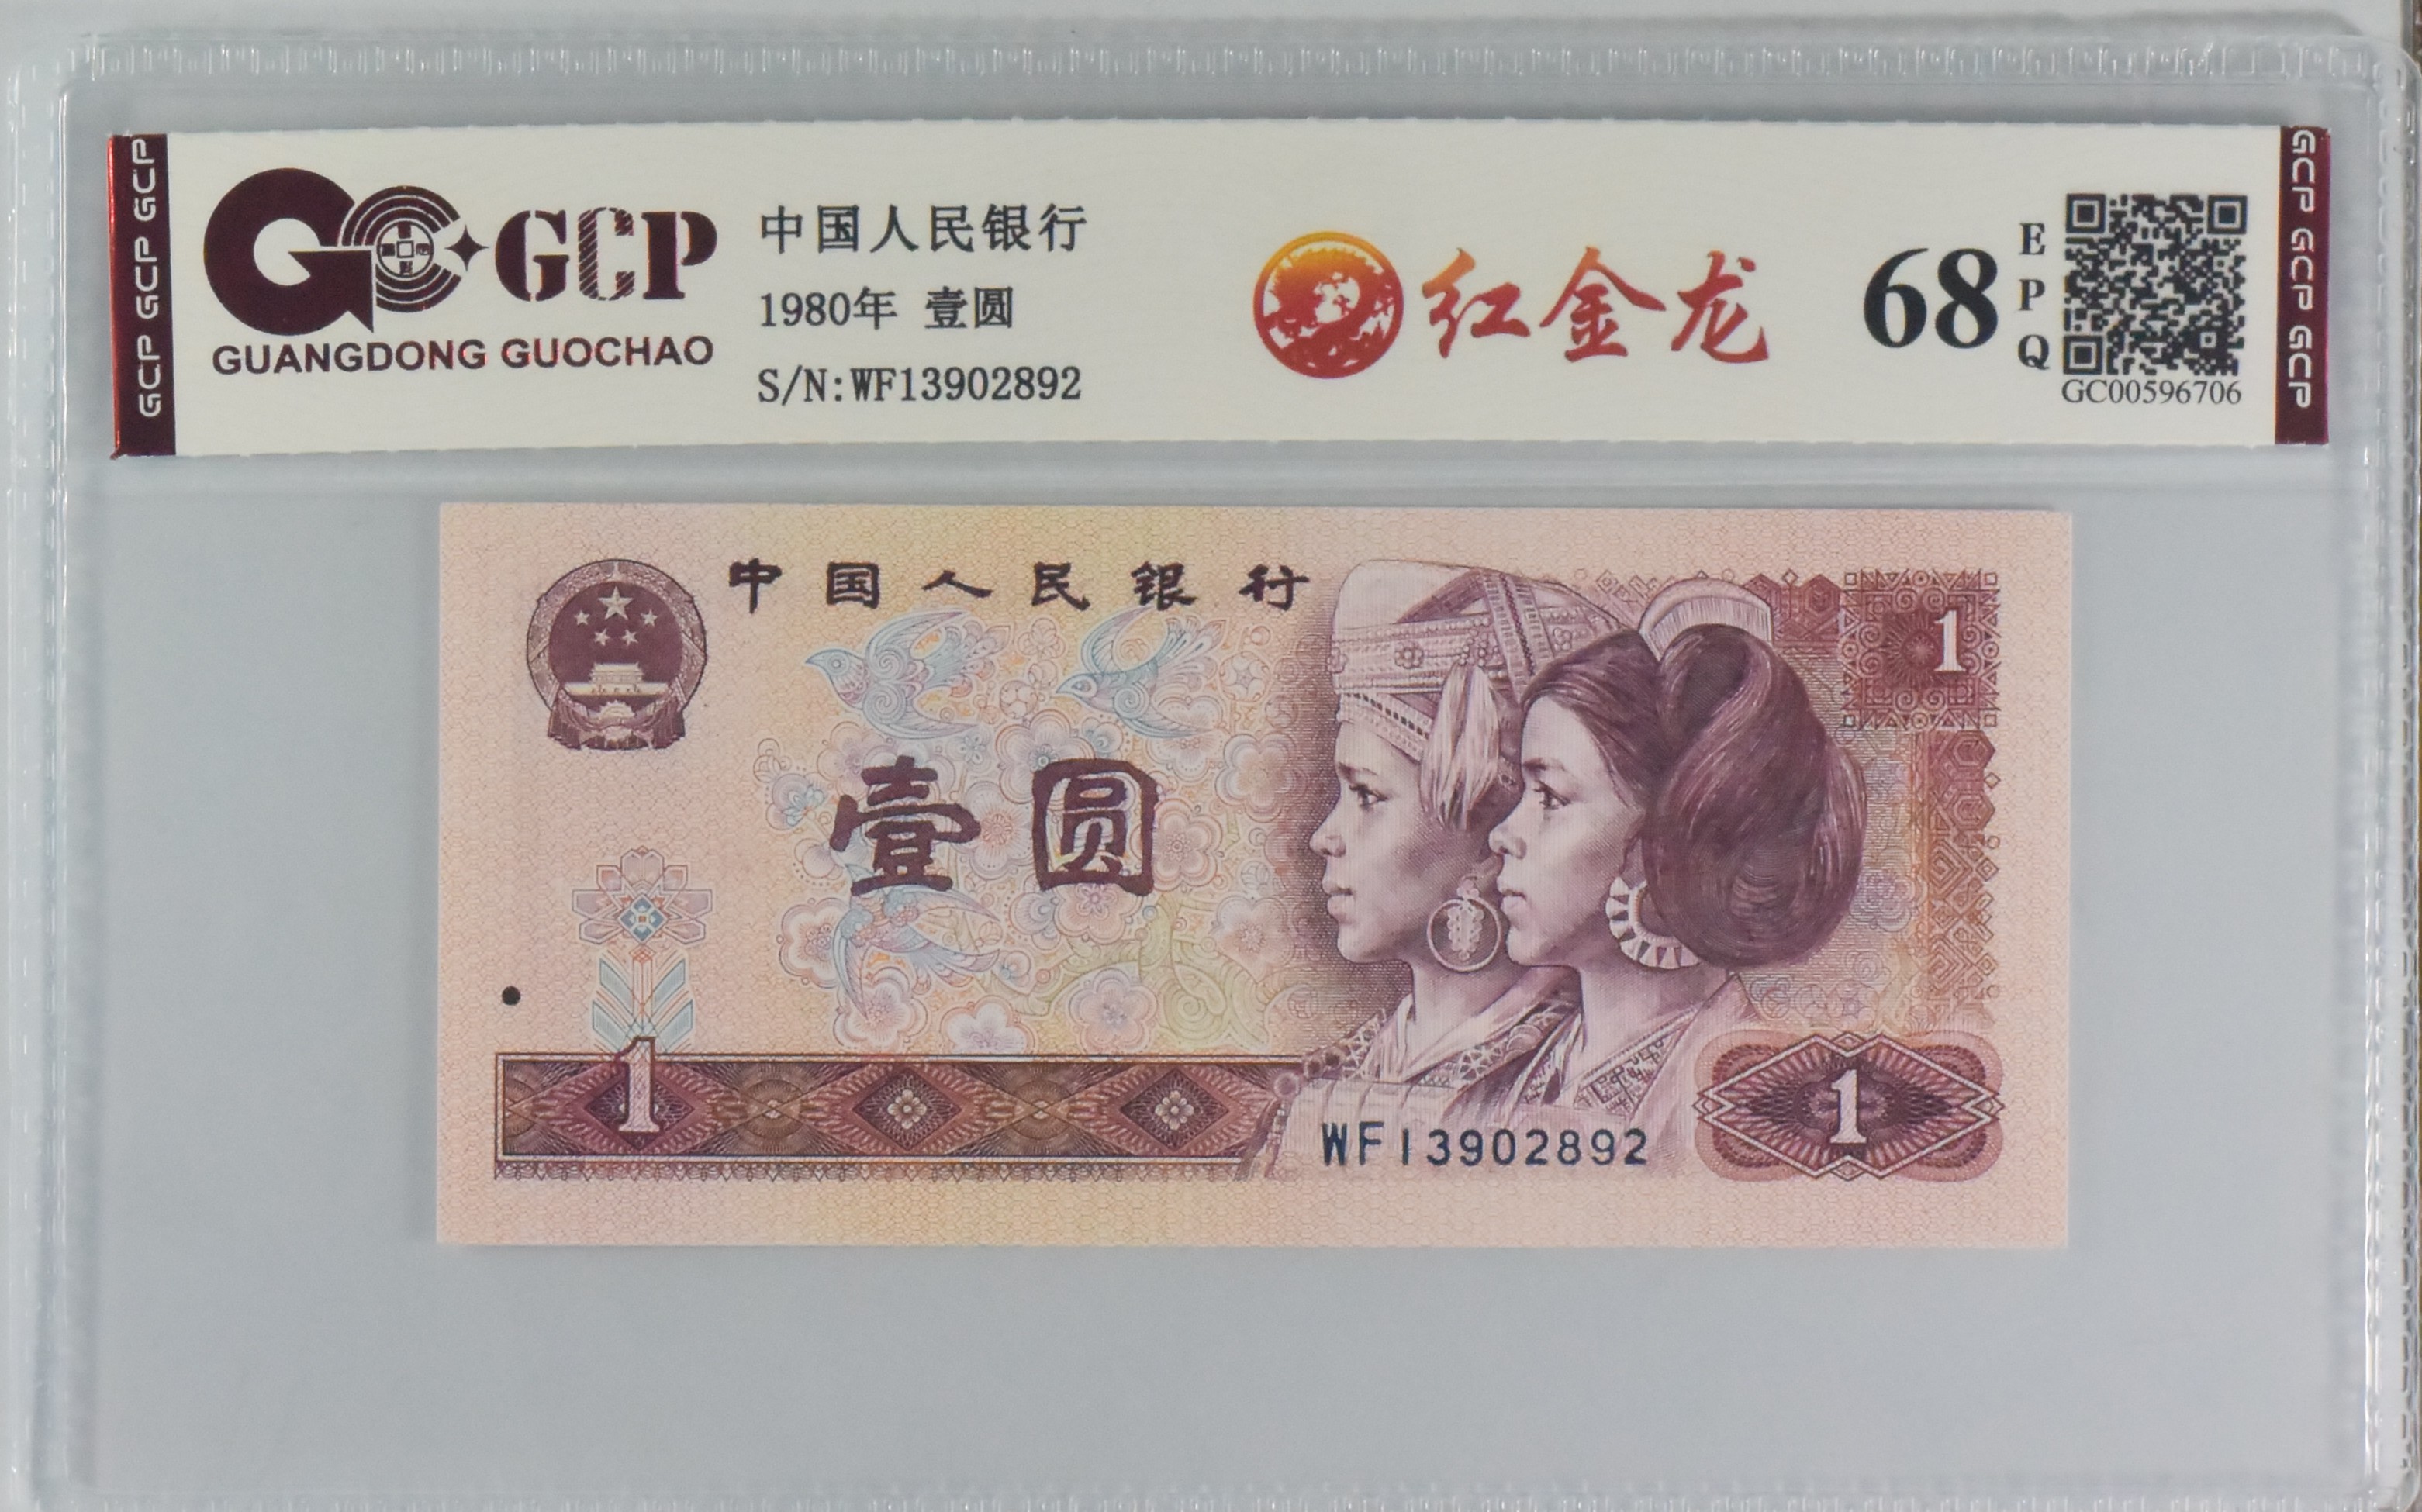 GCP GCP GCP
GCP
GUANGDONG GUOCHAO
中国人民银行
1980年 壹圆
S/N:WF13902892
红金龙
68
EPQ
GC00596706
GCP GCP GCP
中国人民银行
1
壹圆
1
1
WF13902892